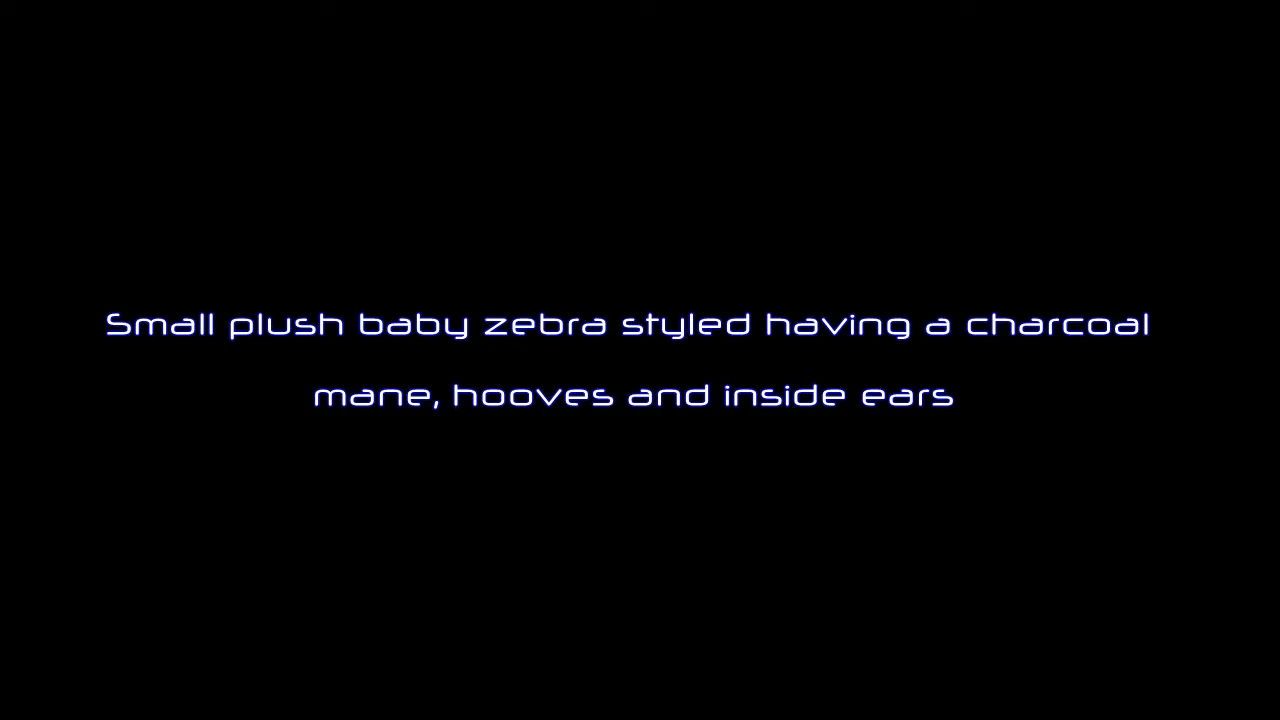 Small plush baby zebra styled having a charcoal
mane, hooves and inside ears